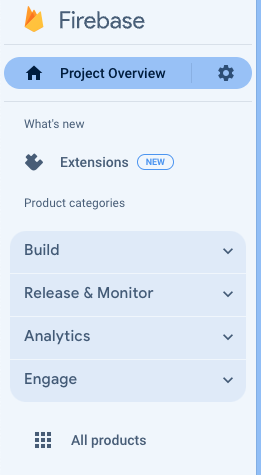 Firebase
Project Overview
What's new
Extensions NEW
Product categories
Build
Release & Monitor
Analytics
Engage
All products